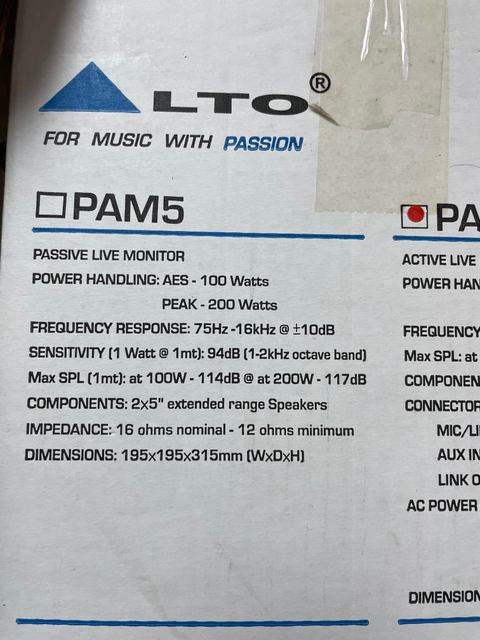 ALTO®
FOR MUSIC WITH PASSION
PAM5
PASSIVE LIVE MONITOR
POWER HANDLING: AES - 100 Watts
PEAK - 200 Watts
FREQUENCY RESPONSE: 75Hz -16kHz @ ±10dB
SENSITIVITY (1 Watt @ 1mt): 94dB (1-2kHz octave band)
Max SPL (1mt): at 100W - 114dB @ at 200W - 117dB
COMPONENTS: 2x5" extended range Speakers
IMPEDANCE: 16 ohms nominal - 12 ohms minimum
DIMENSIONS: 195x195x315mm (WxDxH)
PA
ACTIVE LIVE
POWER HAN
FREQUENCY
Max SPL: at
COMPONEN
CONNECTOR
MIC/LI
AUX IN
LINK O
AC POWER
DIMENSION